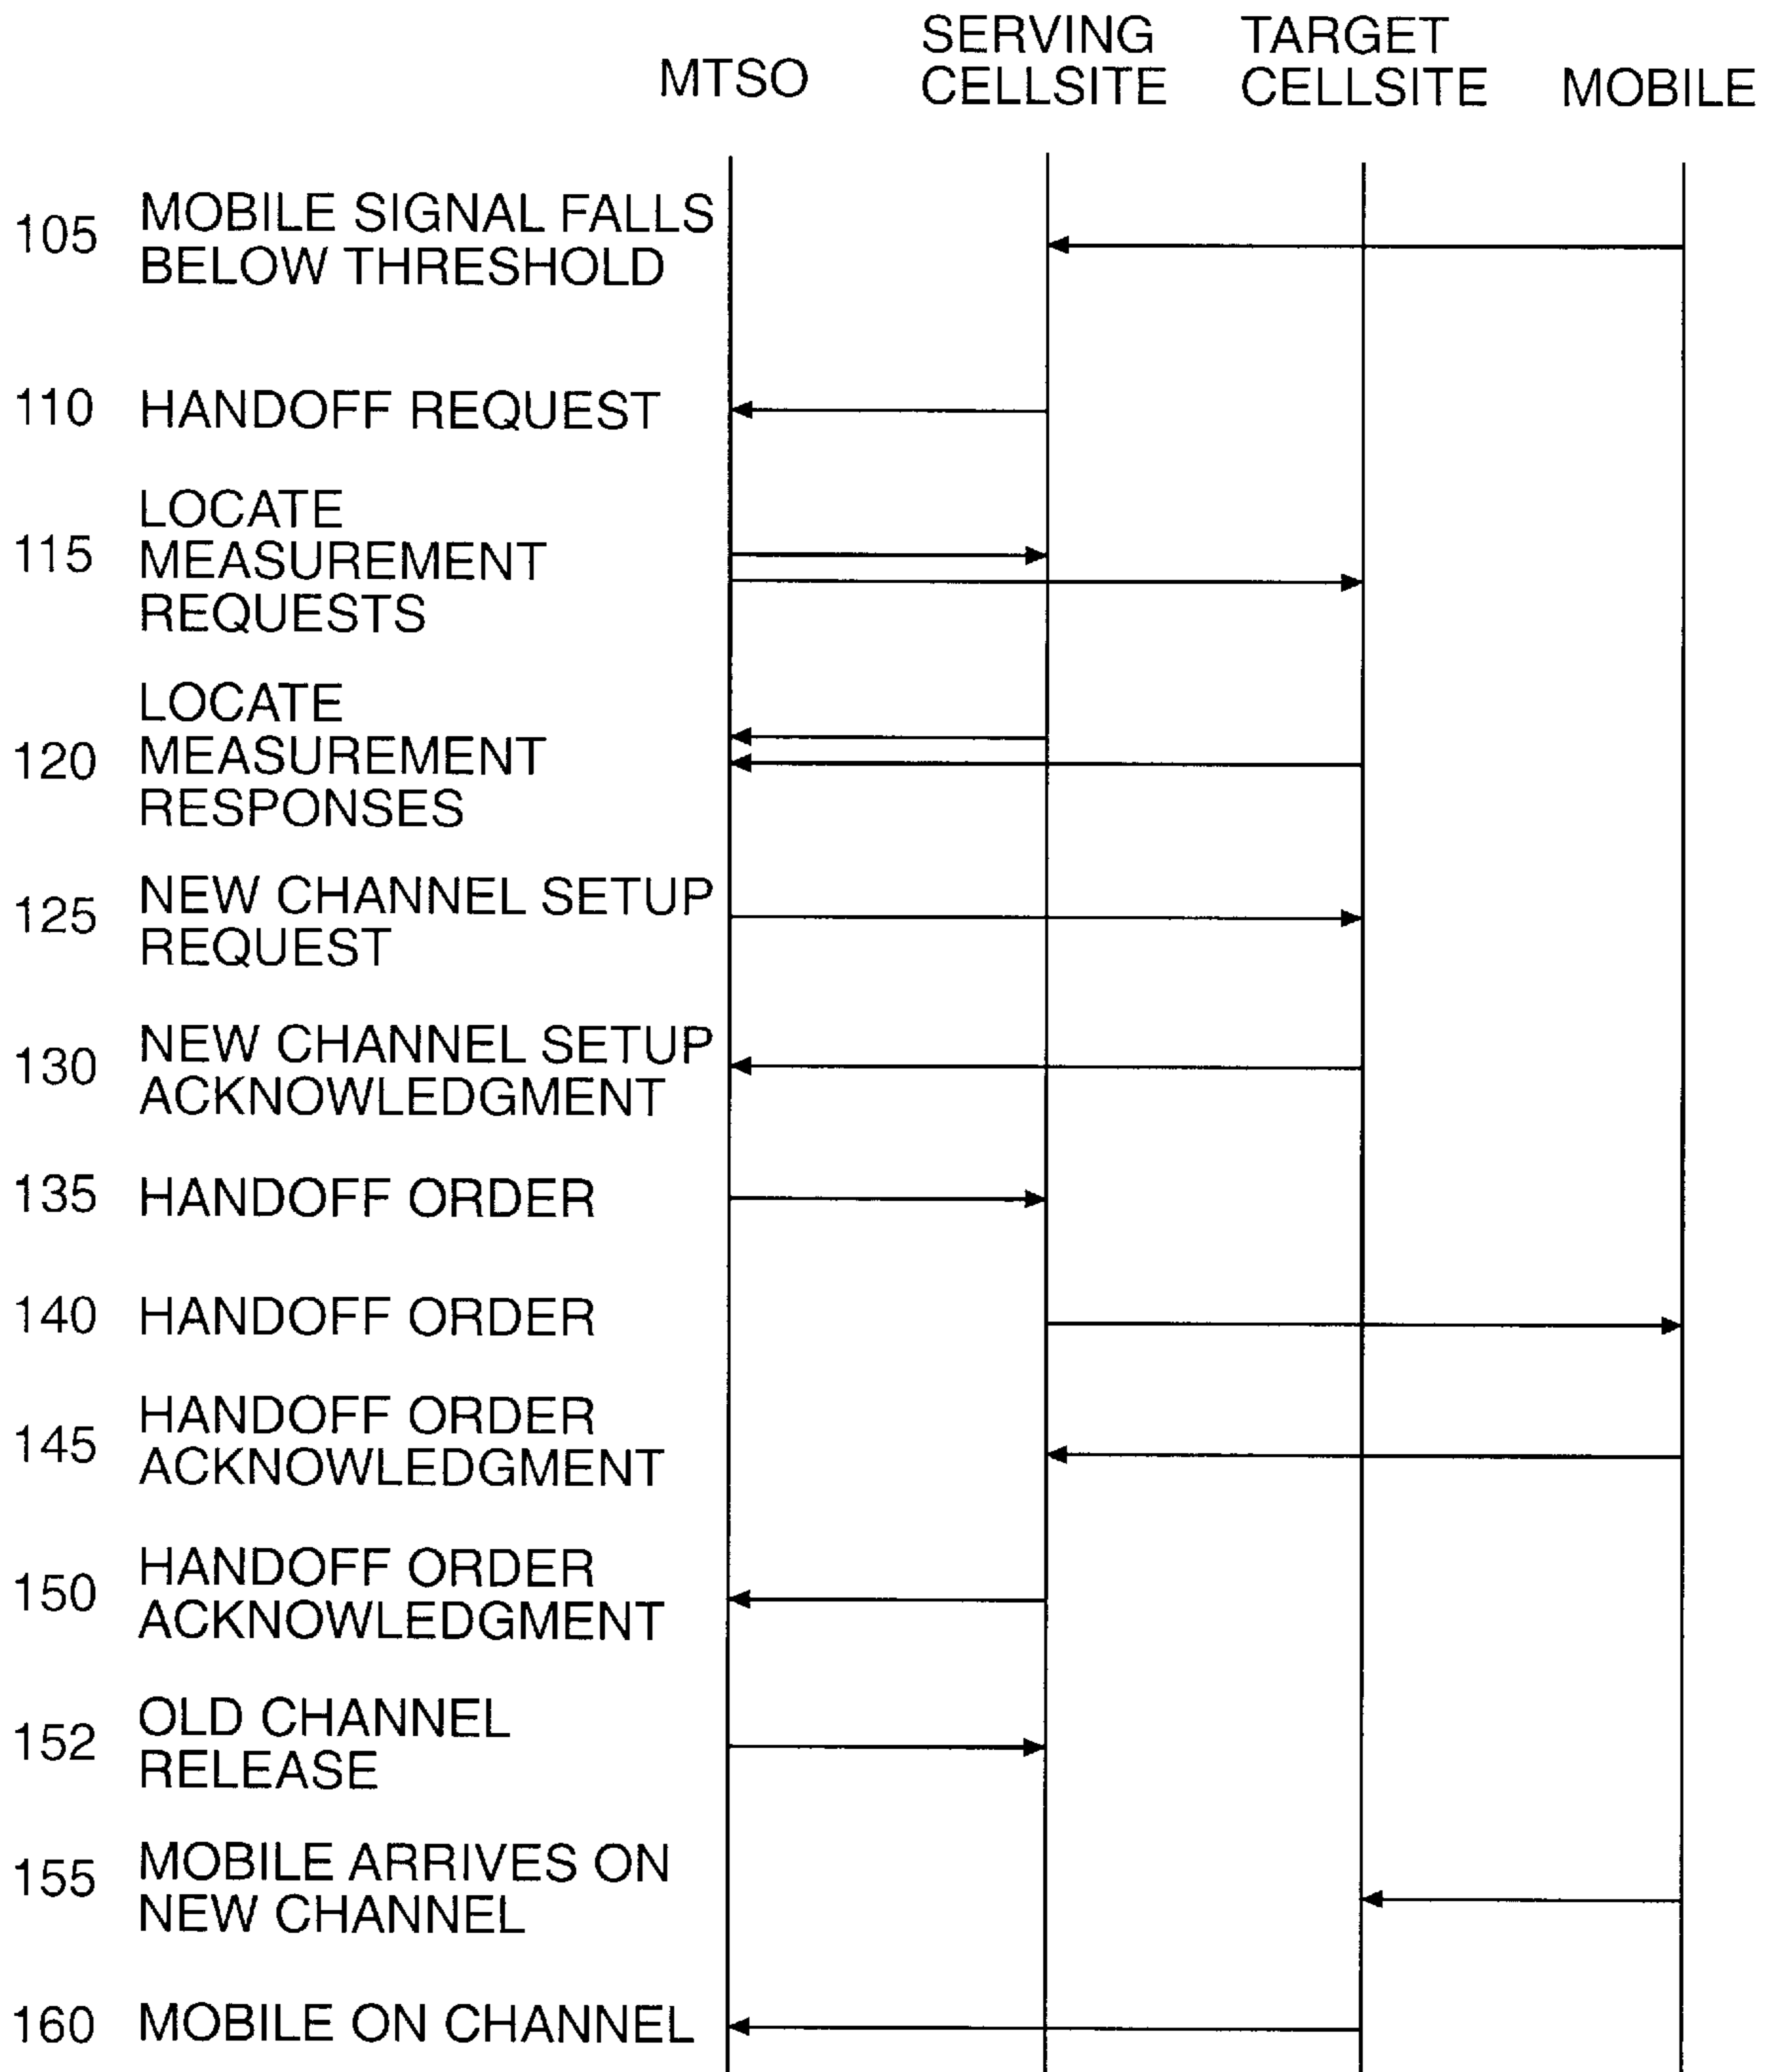 MTSO
SERVING
CELLSITE
TARGET
CELLSITE
MOBILE
105
MOBILE SIGNAL FALLS
BELOW THRESHOLD
110
HANDOFF REQUEST
115
LOCATE
MEASUREMENT
REQUESTS
120
LOCATE
MEASUREMENT
RESPONSES
125
NEW CHANNEL SETUP
REQUEST
130
NEW CHANNEL SETUP
ACKNOWLEDGMENT
135
HANDOFF ORDER
140
HANDOFF ORDER
145
HANDOFF ORDER
ACKNOWLEDGMENT
150
HANDOFF ORDER
ACKNOWLEDGMENT
152
OLD CHANNEL
RELEASE
155
MOBILE ARRIVES ON
NEW CHANNEL
160
MOBILE ON CHANNEL